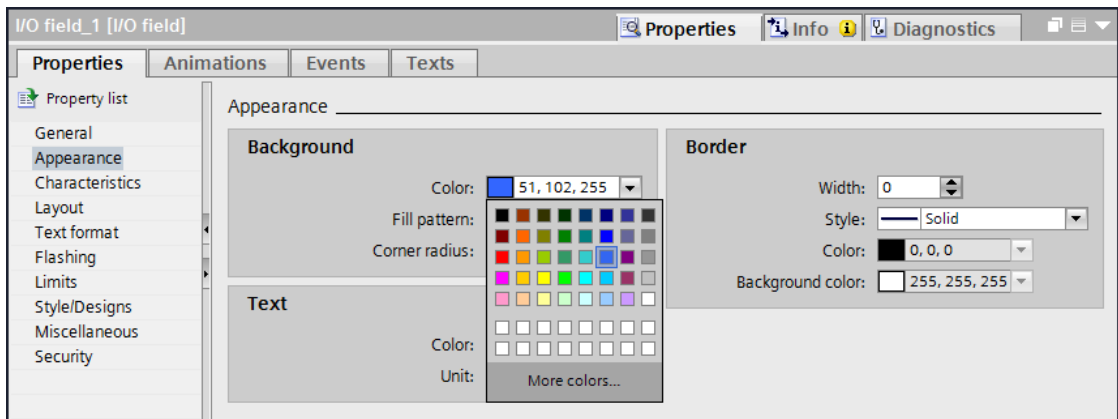 I/O field_1 [I/O field]
Properties
Info
Diagnostics
Properties
Animations
Events
Texts
Property list
General
Appearance
Characteristics
Layout
Text format
Flashing
Limits
Style/Designs
Miscellaneous
Security
Appearance
Background
Color: 51, 102, 255
Fill pattern:
Corner radius:
Text
Color:
Unit:
More colors...
Border
Width: 0
Style: Solid
Color: 0, 0, 0
Background color: 255, 255, 255